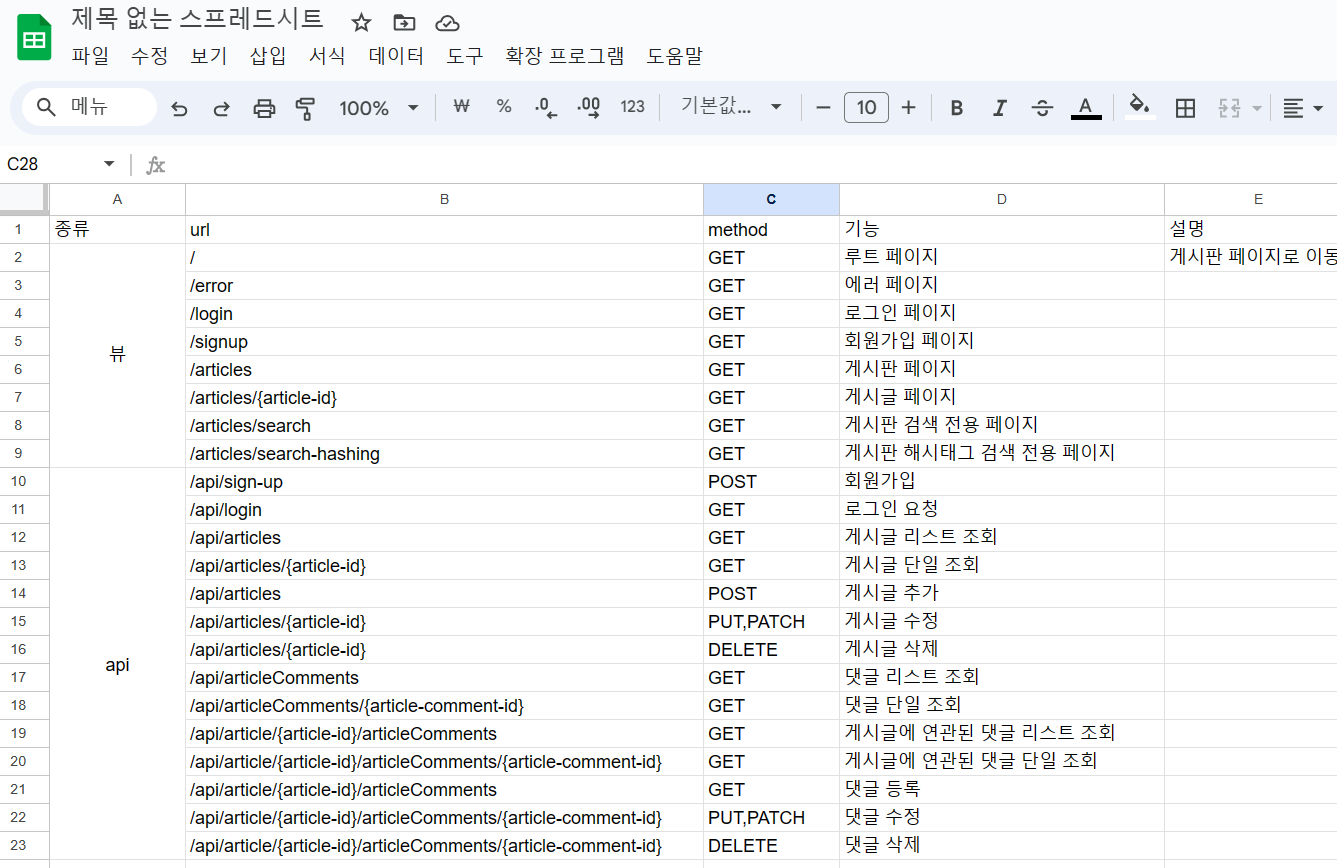 제목 없는 스프레드시트
파일 수정 보기 삽입 서식 데이터 도구 확장 프로그램 도움말
메뉴 100% ₩ % .0 .00 123 기본값... 10 B I A
C28 fx
A B C D E
1 종류 url method 기능 설명
2 / GET 루트 페이지 게시판 페이지로 이동
3 /error GET 에러 페이지
4 /login GET 로그인 페이지
5 /signup GET 회원가입 페이지
뷰
6 /articles GET 게시판 페이지
7 /articles/{article-id} GET 게시글 페이지
8 /articles/search GET 게시판 검색 전용 페이지
9 /articles/search-hashing GET 게시판 해시태그 검색 전용 페이지
10 /api/sign-up POST 회원가입
11 /api/login GET 로그인 요청
12 /api/articles GET 게시글 리스트 조회
13 /api/articles/{article-id} GET 게시글 단일 조회
14 /api/articles POST 게시글 추가
15 /api/articles/{article-id} PUT,PATCH 게시글 수정
16 /api/articles/{article-id} DELETE 게시글 삭제
api
17 /api/articleComments GET 댓글 리스트 조회
18 /api/articleComments/{article-comment-id} GET 댓글 단일 조회
19 /api/article/{article-id}/articleComments GET 게시글에 연관된 댓글 리스트 조회
20 /api/article/{article-id}/articleComments/{article-comment-id} GET 게시글에 연관된 댓글 단일 조회
21 /api/article/{article-id}/articleComments GET 댓글 등록
22 /api/article/{article-id}/articleComments/{article-comment-id} PUT,PATCH 댓글 수정
23 /api/article/{article-id}/articleComments/{article-comment-id} DELETE 댓글 삭제